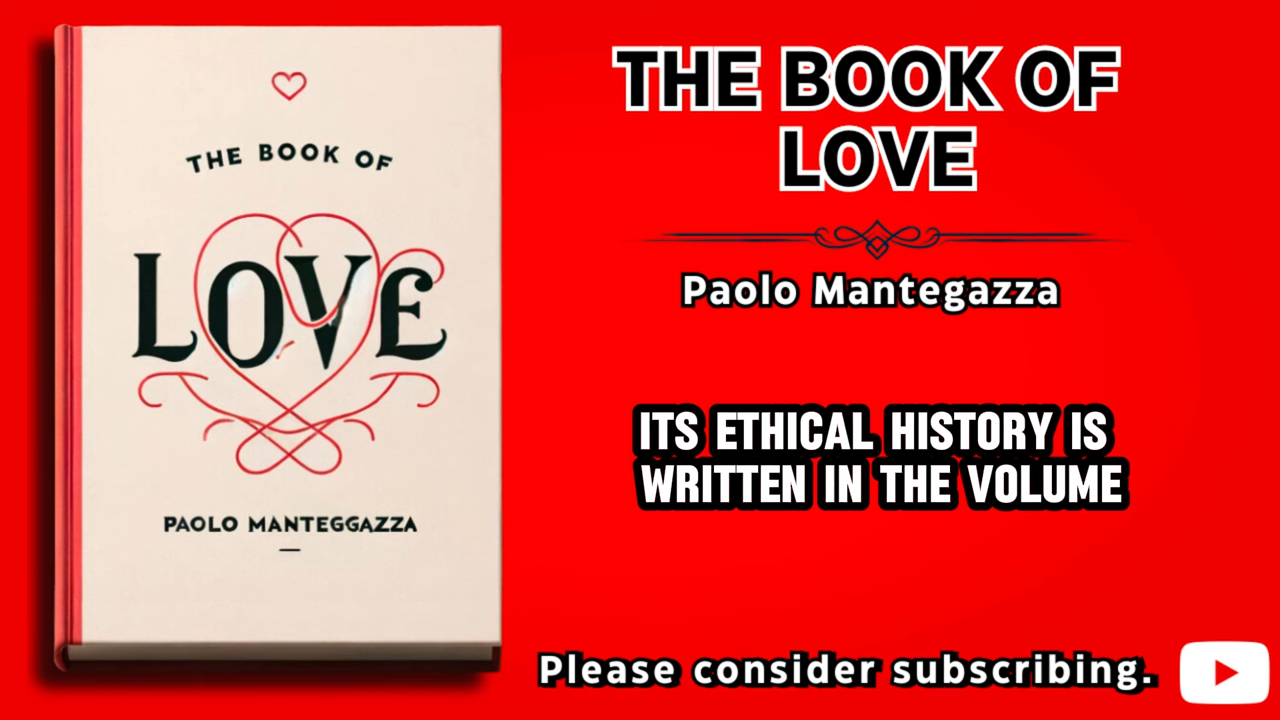 THE BOOK OF
LOVE
PAOLO MANTEGGAZZA
THE BOOK OF
LOVE
Paolo Mantegazza
ITS ETHICAL HISTORY IS
WRITTEN IN THE VOLUME
Please consider subscribing.